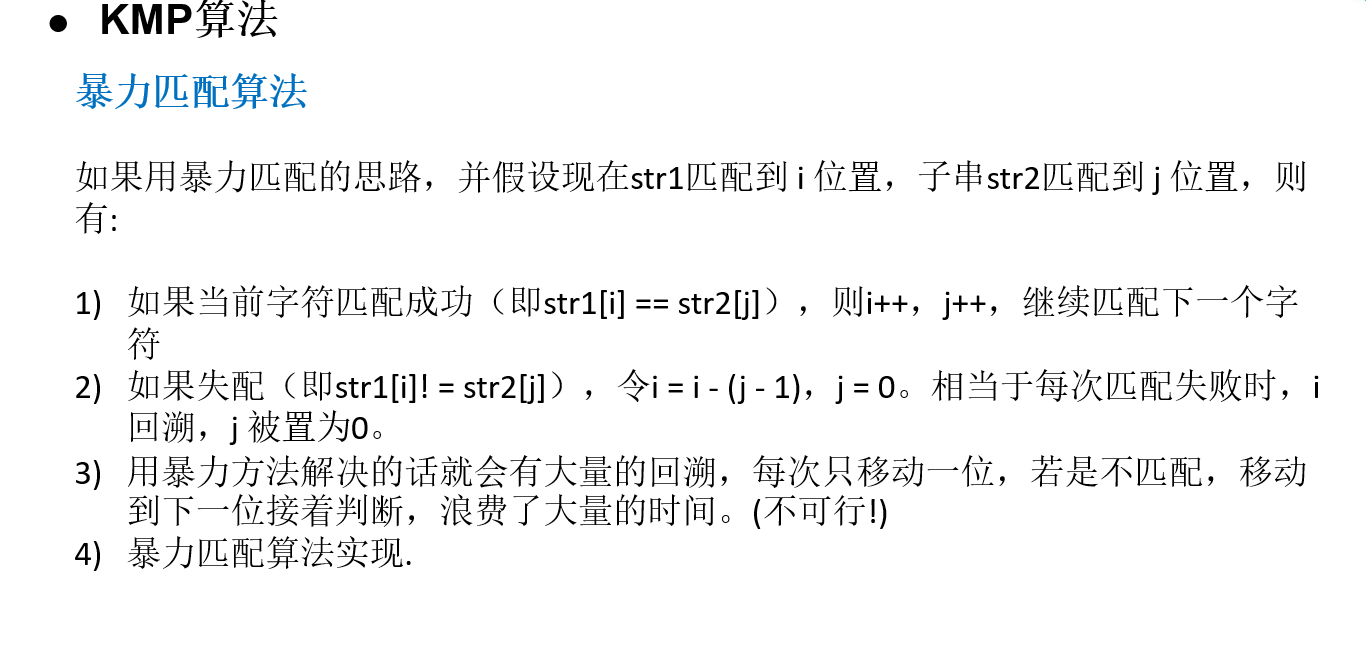 ● KMP算法
暴力匹配算法
如果用暴力匹配的思路，并假设现在str1匹配到 i 位置，子串str2匹配到 j 位置，则
有:
1) 如果当前字符匹配成功（即str1[i] == str2[j]），则i++，j++，继续匹配下一个字
符
2) 如果失配（即str1[i]! = str2[j]），令i = i - (j - 1)，j = 0。相当于每次匹配失败时，i
回溯，j 被置为0。
3) 用暴力方法解决的话就会有大量的回溯，每次只移动一位，若是不匹配，移动
到下一位接着判断，浪费了大量的时间。(不可行!)
4) 暴力匹配算法实现.